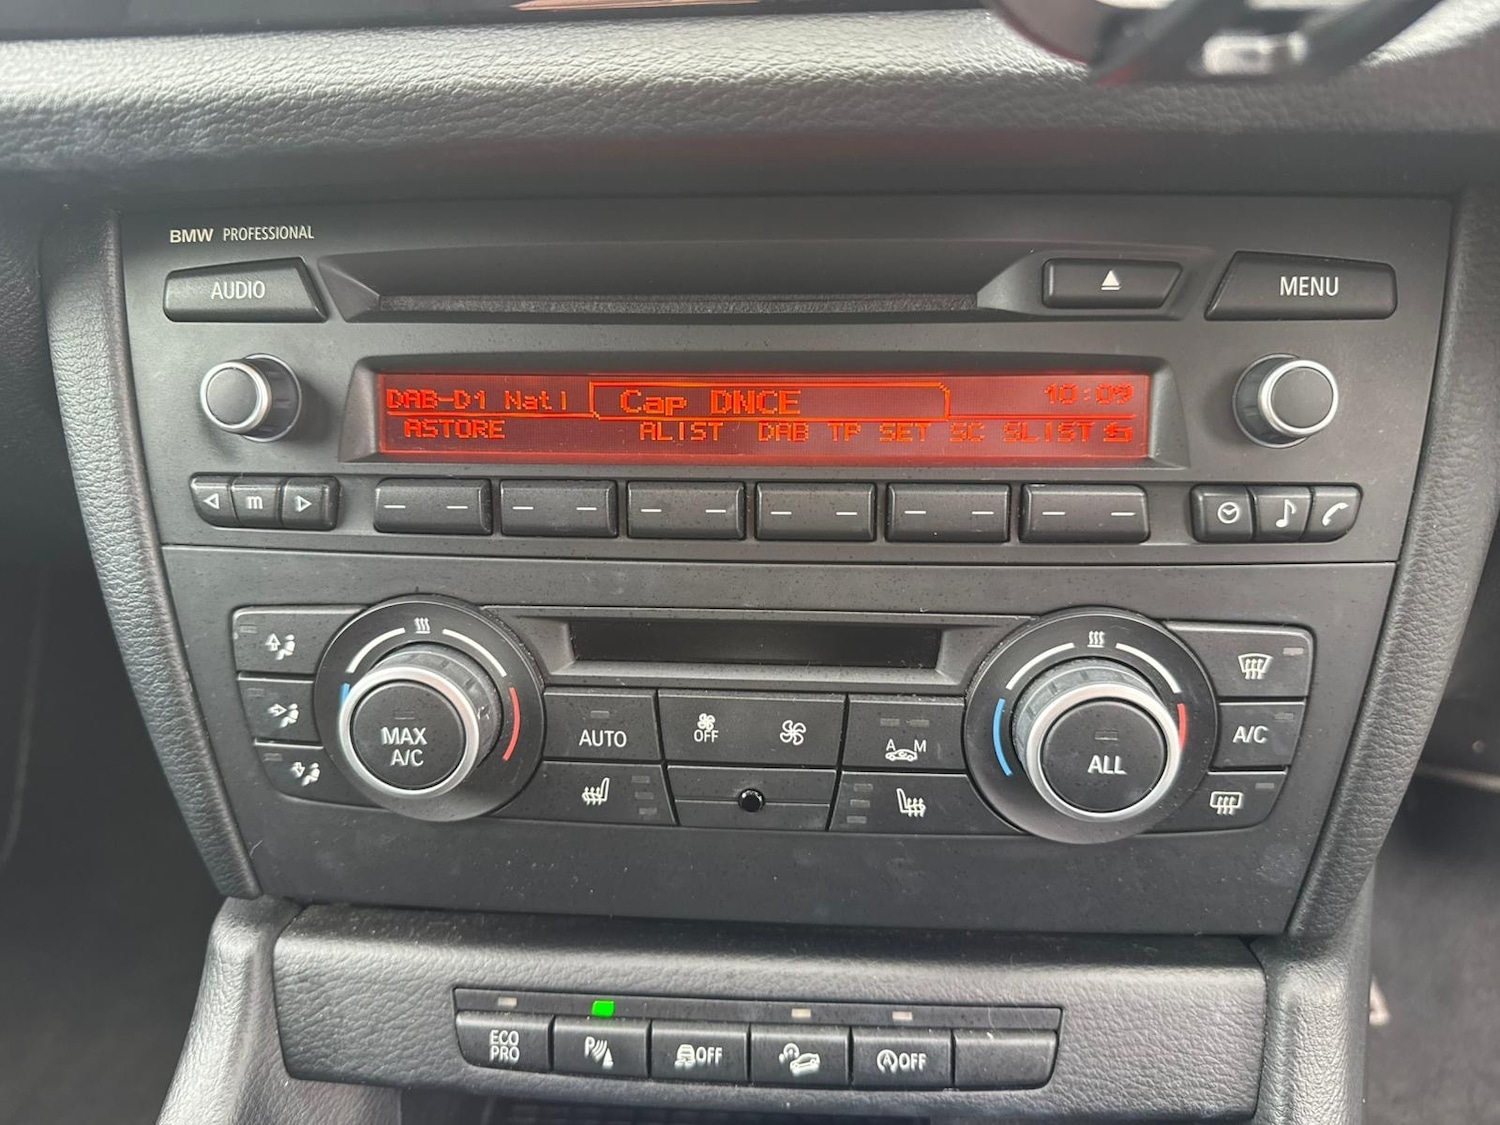 BMW PROFESSIONAL
AUDIO
MENU
DAB-D1 Natl Cap DNCE 10:09
ASTORE ALIST DAB TP SET SC SLIST
m
MAX A/C
AUTO
OFF
A M
ALL
A/C
ECO PRO
P
OFF
A OFF